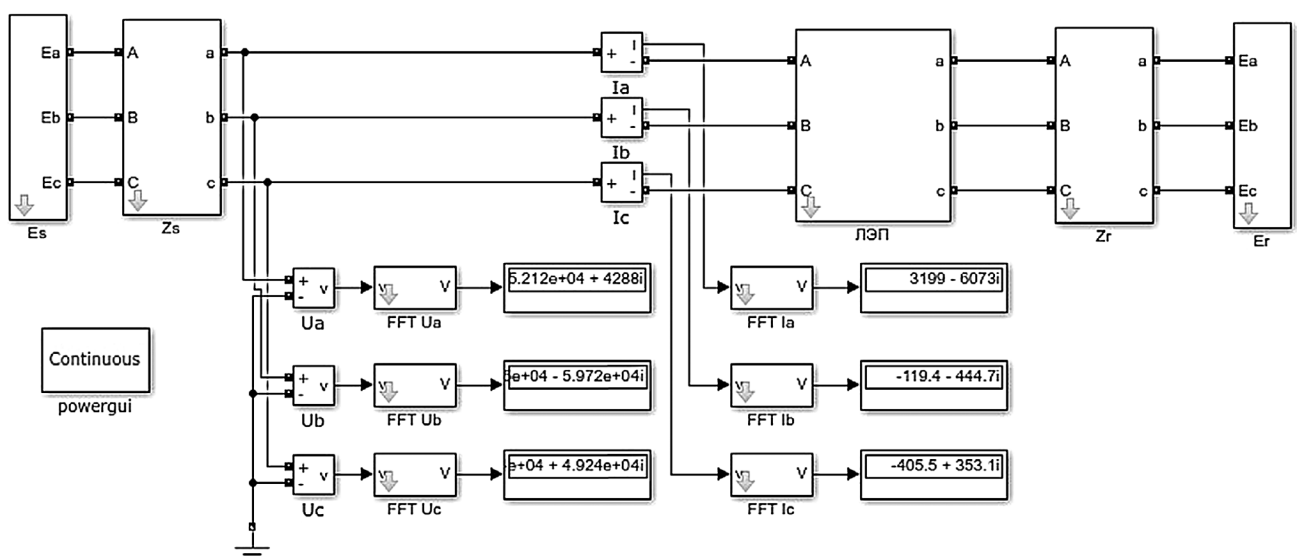 Ea
A
a
+
I
-
A
a
A
a
Ea
Ia
Eb
B
b
+
I
-
B
b
B
b
Eb
Ib
Ec
C
c
+
I
-
C
c
C
c
Ec
Ic
Es
Zs
ЛЭП
Zr
Er
+
-
v
v
V
5.212e+04 + 4288i
v
V
3199 - 6073i
Ua
FFT Ua
FFT Ia
Continuous
powergui
+
-
v
v
V
e+04 - 5.972e+04i
v
V
-119.4 - 444.7i
Ub
FFT Ub
FFT Ib
+
-
v
v
V
e+04 + 4.924e+04i
v
V
-405.5 + 353.1i
Uc
FFT Uc
FFT Ic